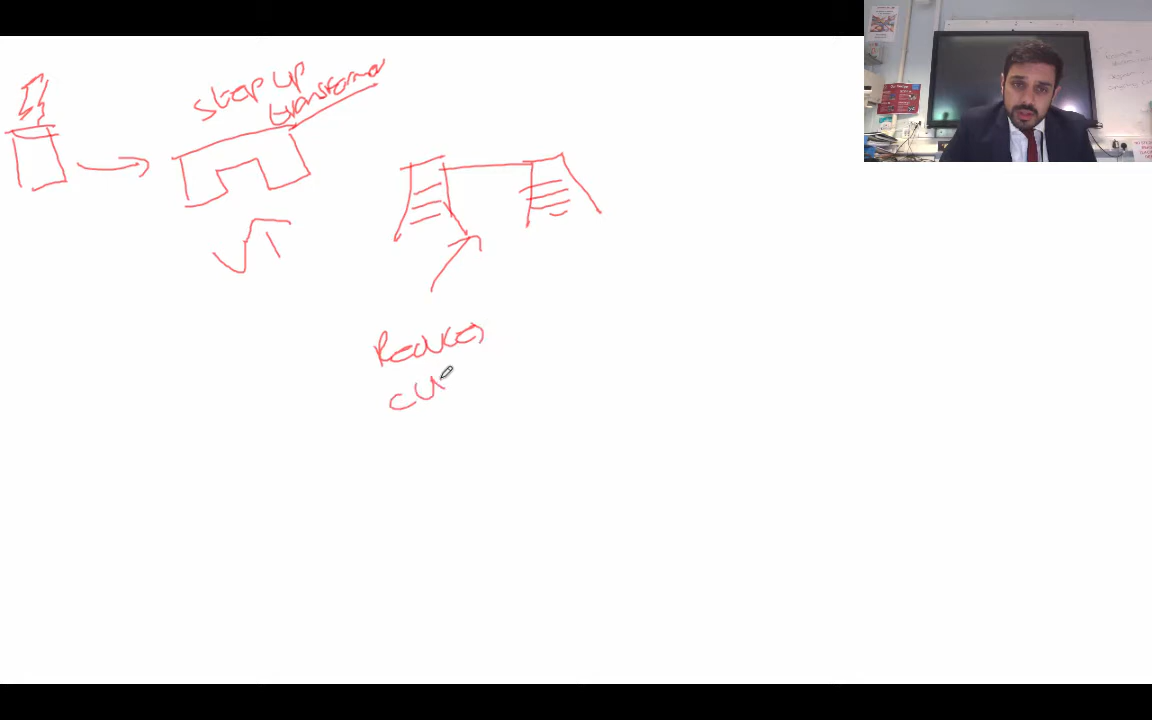 step up
transformer
V↑
Reduces
cu